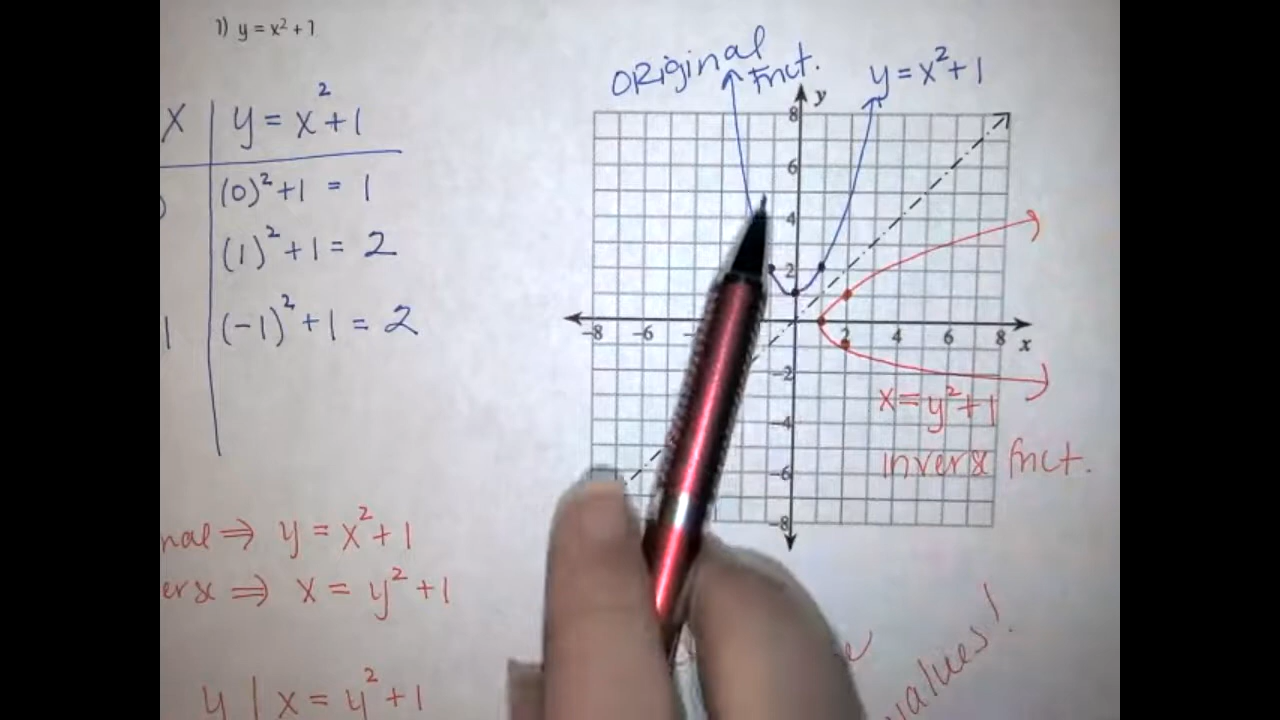 1) y = x² + 1
x | y = x² + 1
(0)² + 1 = 1
(1)² + 1 = 2
1 | (-1)² + 1 = 2
nal ⇒ y = x² + 1
erse ⇒ x = y² + 1
y | x = y² + 1
ORiginal
fnct.
y = x² + 1
y
8
6
4
2
-8 -6
2 4 6 8 x
-2
-4
-6
-8
x = y² + 1
inverse fnct.
values!